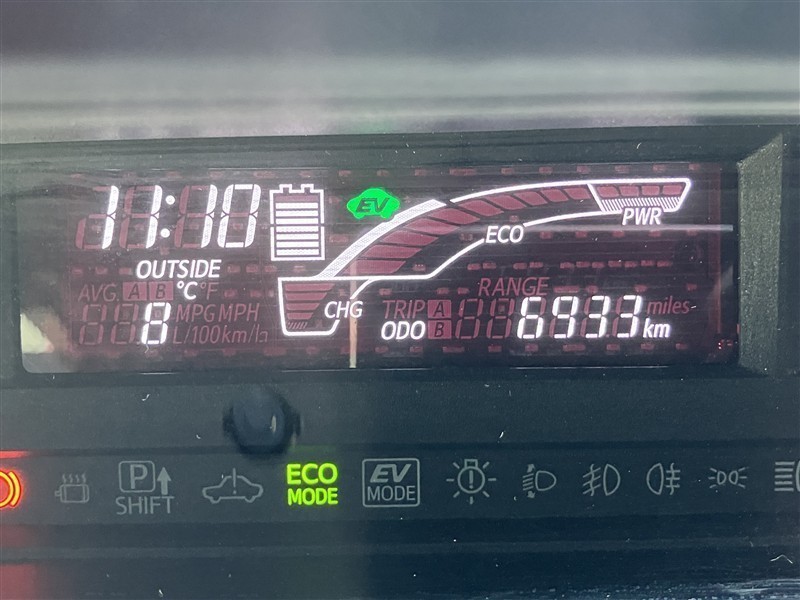 11:10
EV
PWR
ECO
OUTSIDE
AVG. A B °C °F
RANGE
8 MPG MPH
L/100km/h
CHG
TRIP A
ODO B
6933 miles
km
P
SHIFT
ECO
MODE
EV
MODE